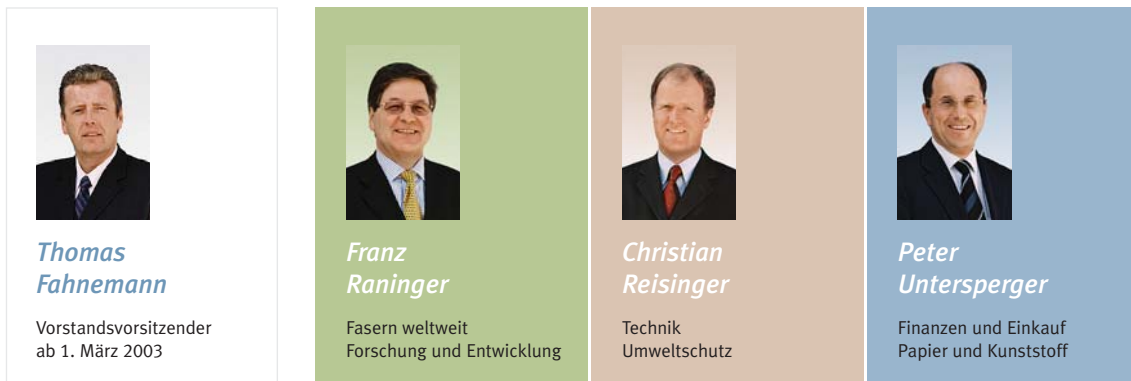 Thomas
Fahnemann
Vorstandsvorsitzender
ab 1. März 2003
Franz
Raninger
Fasern weltweit
Forschung und Entwicklung
Christian
Reisinger
Technik
Umweltschutz
Peter
Untersperger
Finanzen und Einkauf
Papier und Kunststoff